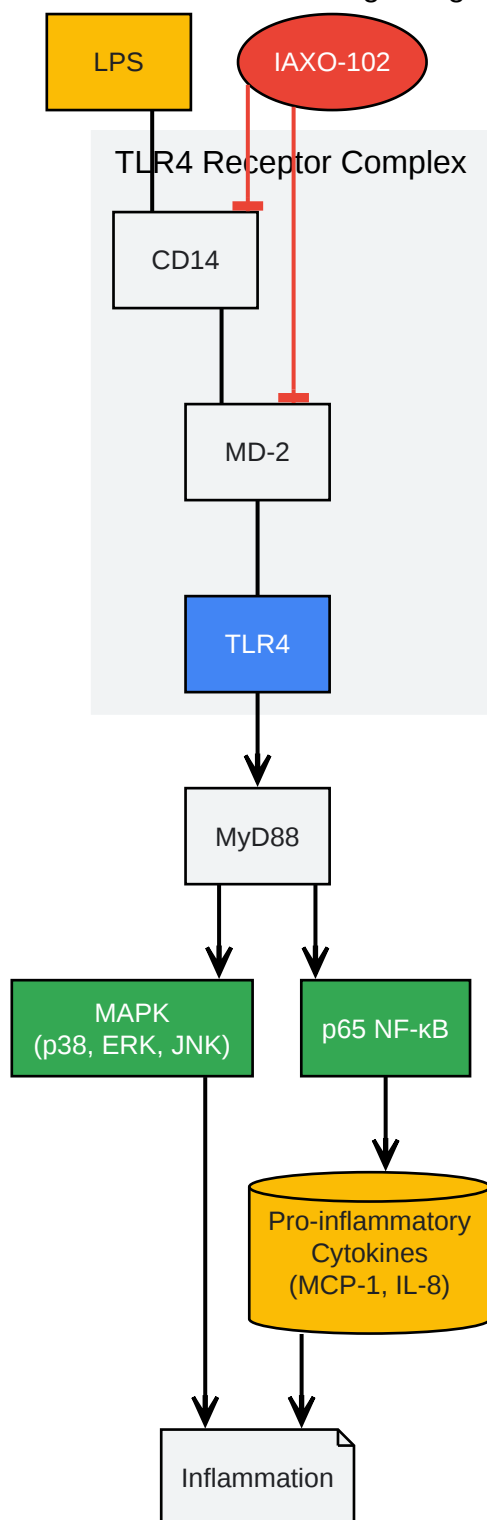 LPS
IAXO-102
TLR4 Receptor Complex
CD14
MD-2
TLR4
MyD88
MAPK
(p38, ERK, JNK)
p65 NF-κB
Pro-inflammatory
Cytokines
(MCP-1, IL-8)
Inflammation